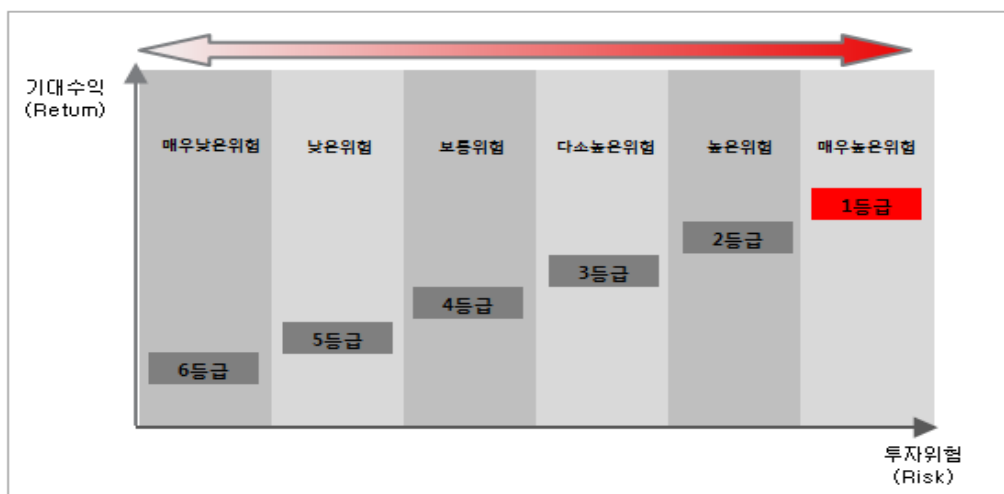 기대수익
(Return)
매우낮은위험 낮은위험 보통위험 다소높은위험 높은위험 매우높은위험
1등급
2등급
3등급
4등급
5등급
6등급
투자위험
(Risk)